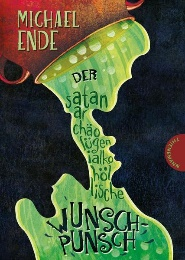 MICHAEL
ENDE
DER
satan
ar
chäo
lügen
ialko
höl
lische
WUNSCH-
PUNSCH